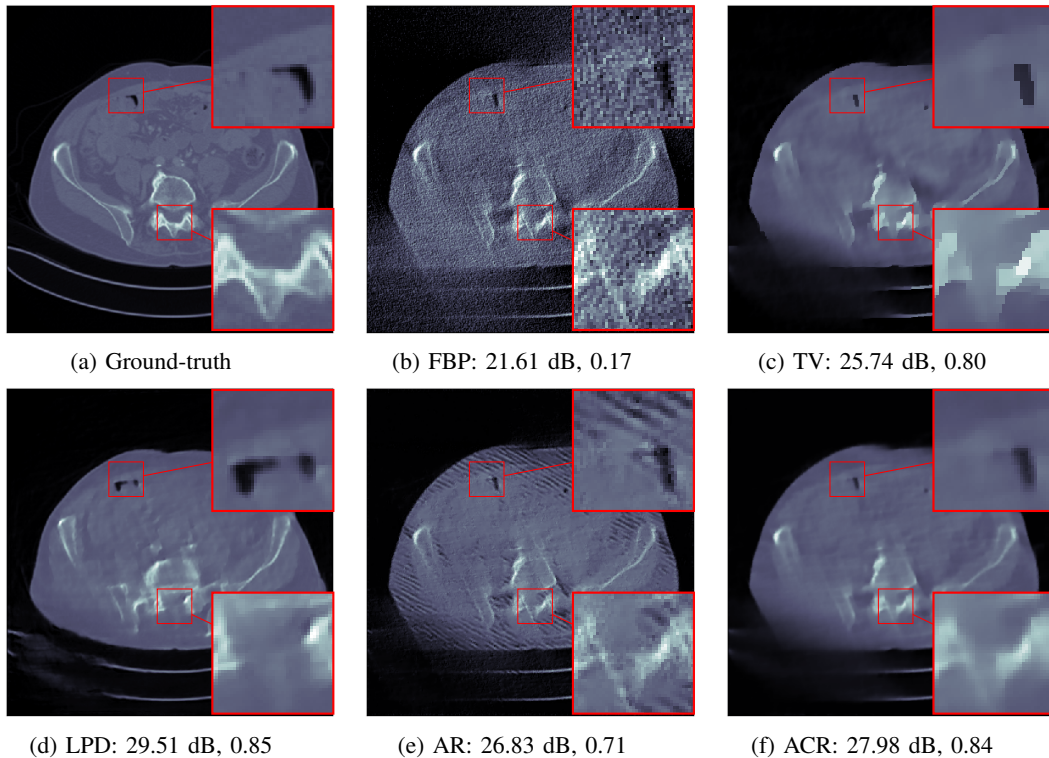 (a) Ground-truth
(b) FBP: 21.61 dB, 0.17
(c) TV: 25.74 dB, 0.80
(d) LPD: 29.51 dB, 0.85
(e) AR: 26.83 dB, 0.71
(f) ACR: 27.98 dB, 0.84